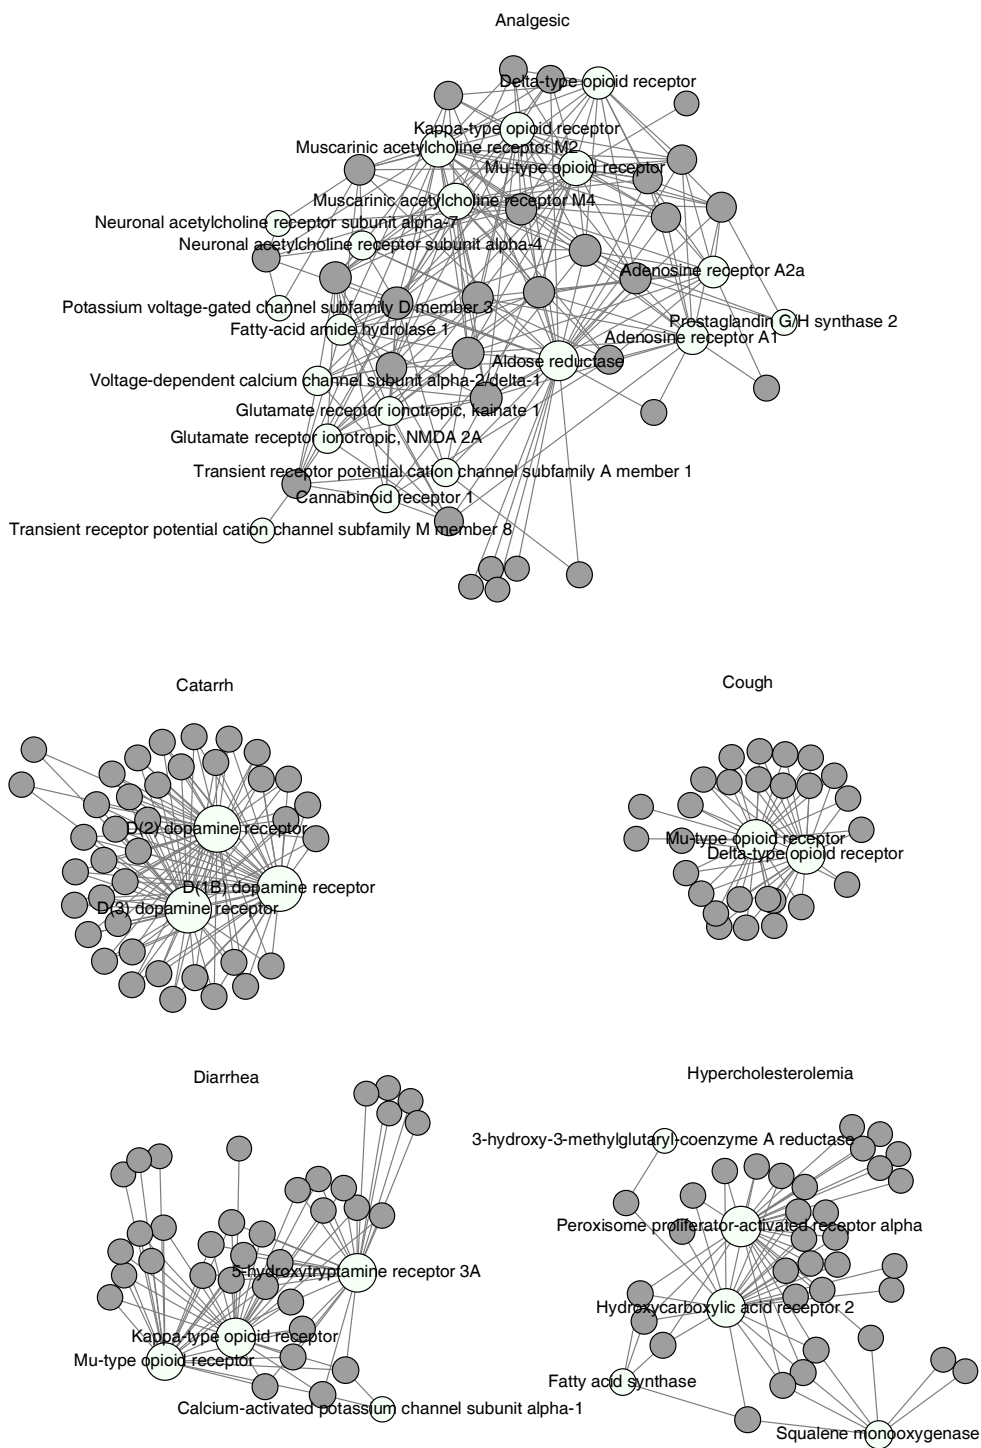 Analgesic
Delta-type opioid receptor
Kappa-type opioid receptor
Muscarinic acetylcholine receptor M2
Mu-type opioid receptor
Muscarinic acetylcholine receptor M4
Neuronal acetylcholine receptor subunit alpha-7
Neuronal acetylcholine receptor subunit alpha-4
Adenosine receptor A2a
Potassium voltage-gated channel subfamily D member 3
Prostaglandin G/H synthase 2
Fatty-acid amide hydrolase 1
Adenosine receptor A1
Aldose reductase
Voltage-dependent calcium channel subunit alpha-2/delta-1
Glutamate receptor ionotropic, kainate 1
Glutamate receptor ionotropic, NMDA 2A
Transient receptor potential cation channel subfamily A member 1
Cannabinoid receptor 1
Transient receptor potential cation channel subfamily M member 8
Catarrh
D(2) dopamine receptor
D(1B) dopamine receptor
D(3) dopamine receptor
Cough
Mu-type opioid receptor
Delta-type opioid receptor
Diarrhea
5-hydroxytryptamine receptor 3A
Kappa-type opioid receptor
Mu-type opioid receptor
Calcium-activated potassium channel subunit alpha-1
Hypercholesterolemia
3-hydroxy-3-methylglutaryl-coenzyme A reductase
Peroxisome proliferator-activated receptor alpha
Hydroxycarboxylic acid receptor 2
Fatty acid synthase
Squalene monooxygenase